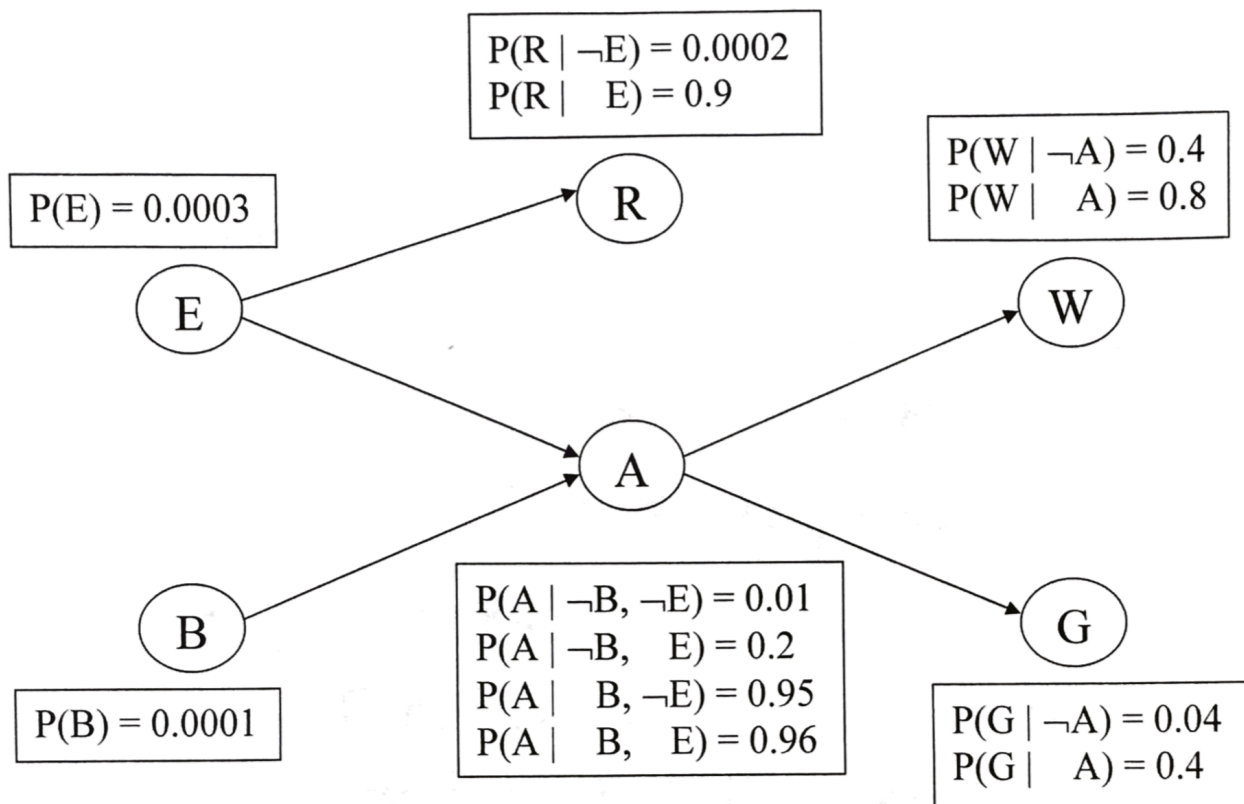 P(R | ¬E) = 0.0002
P(R | E) = 0.9
P(W | ¬A) = 0.4
P(W | A) = 0.8
P(E) = 0.0003
R
E
W
A
B
G
P(A | ¬B, ¬E) = 0.01
P(A | ¬B, E) = 0.2
P(A | B, ¬E) = 0.95
P(A | B, E) = 0.96
P(B) = 0.0001
P(G | ¬A) = 0.04
P(G | A) = 0.4